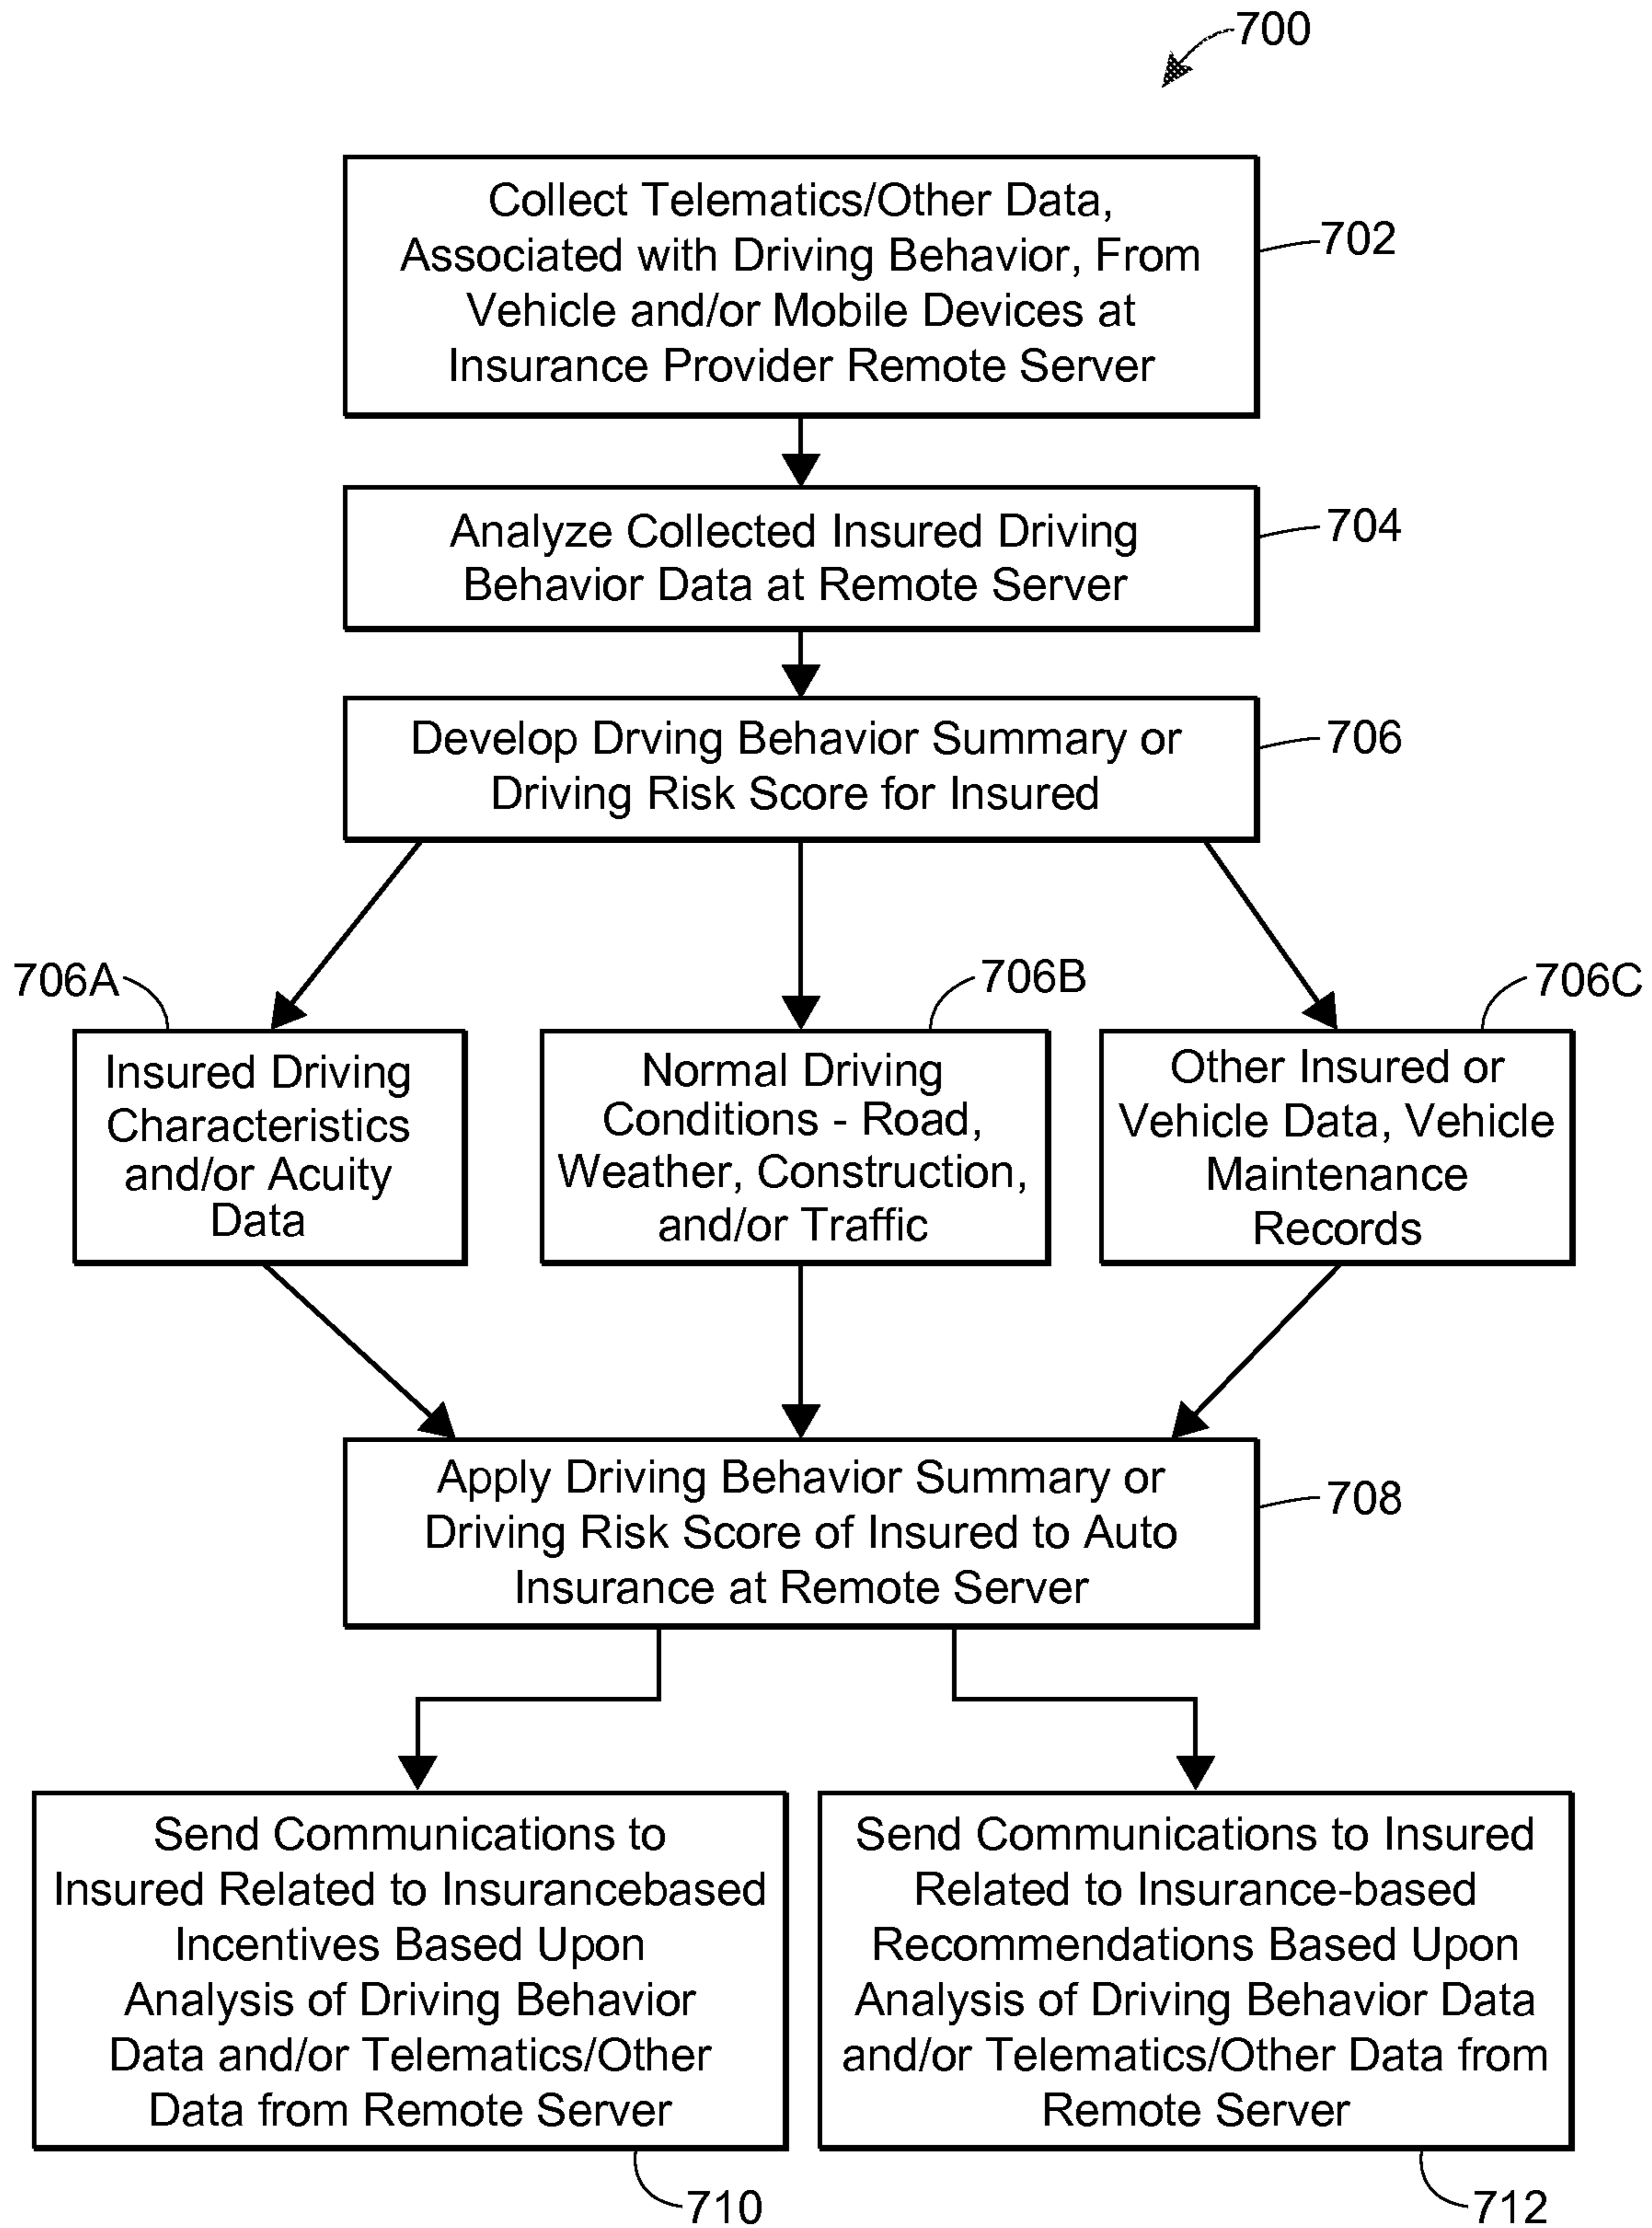 700
Collect Telematics/Other Data,
Associated with Driving Behavior, From
Vehicle and/or Mobile Devices at
Insurance Provider Remote Server
702
Analyze Collected Insured Driving
Behavior Data at Remote Server
704
Develop Drving Behavior Summary or
Driving Risk Score for Insured
706
706A
Insured Driving
Characteristics
and/or Acuity
Data
706B
Normal Driving
Conditions - Road,
Weather, Construction,
and/or Traffic
706C
Other Insured or
Vehicle Data, Vehicle
Maintenance
Records
Apply Driving Behavior Summary or
Driving Risk Score of Insured to Auto
Insurance at Remote Server
708
Send Communications to
Insured Related to Insurancebased
Incentives Based Upon
Analysis of Driving Behavior
Data and/or Telematics/Other
Data from Remote Server
710
Send Communications to Insured
Related to Insurance-based
Recommendations Based Upon
Analysis of Driving Behavior Data
and/or Telematics/Other Data from
Remote Server
712